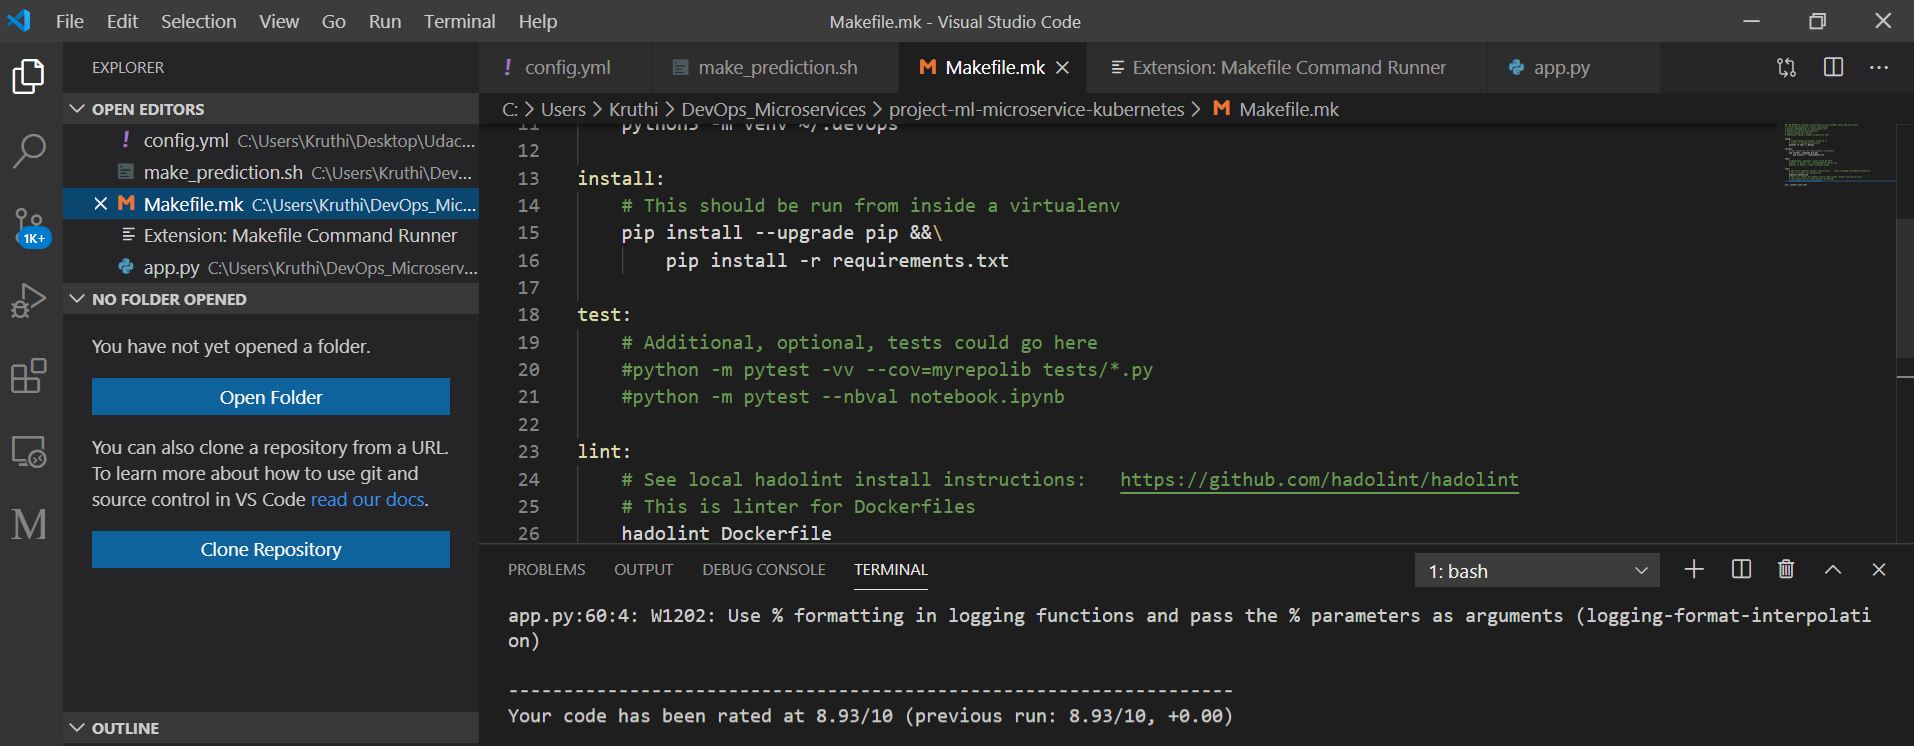 File Edit Selection View Go Run Terminal Help
Makefile.mk - Visual Studio Code
EXPLORER
OPEN EDITORS
! config.yml C:\Users\Kruthi\Desktop\Udac...
make_prediction.sh C:\Users\Kruthi\Dev...
M Makefile.mk C:\Users\Kruthi\DevOps_Mic...
Extension: Makefile Command Runner
app.py C:\Users\Kruthi\DevOps_Microserv...
1K+
NO FOLDER OPENED
You have not yet opened a folder.
Open Folder
You can also clone a repository from a URL.
To learn more about how to use git and
source control in VS Code read our docs.
Clone Repository
M
OUTLINE
! config.yml make_prediction.sh M Makefile.mk Extension: Makefile Command Runner app.py
C: > Users > Kruthi > DevOps_Microservices > project-ml-microservice-kubernetes > M Makefile.mk
11 python3 -m venv ~/.devops
12
13 install:
14 # This should be run from inside a virtualenv
15 pip install --upgrade pip &&\
16 pip install -r requirements.txt
17
18 test:
19 # Additional, optional, tests could go here
20 #python -m pytest -vv --cov=myrepolib tests/*.py
21 #python -m pytest --nbval notebook.ipynb
22
23 lint:
24 # See local hadolint install instructions: https://github.com/hadolint/hadolint
25 # This is linter for Dockerfiles
26 hadolint Dockerfile
PROBLEMS OUTPUT DEBUG CONSOLE TERMINAL
1: bash
app.py:60:4: W1202: Use % formatting in logging functions and pass the % parameters as arguments (logging-format-interpolati
on)
------------------------------------------------------------------
Your code has been rated at 8.93/10 (previous run: 8.93/10, +0.00)